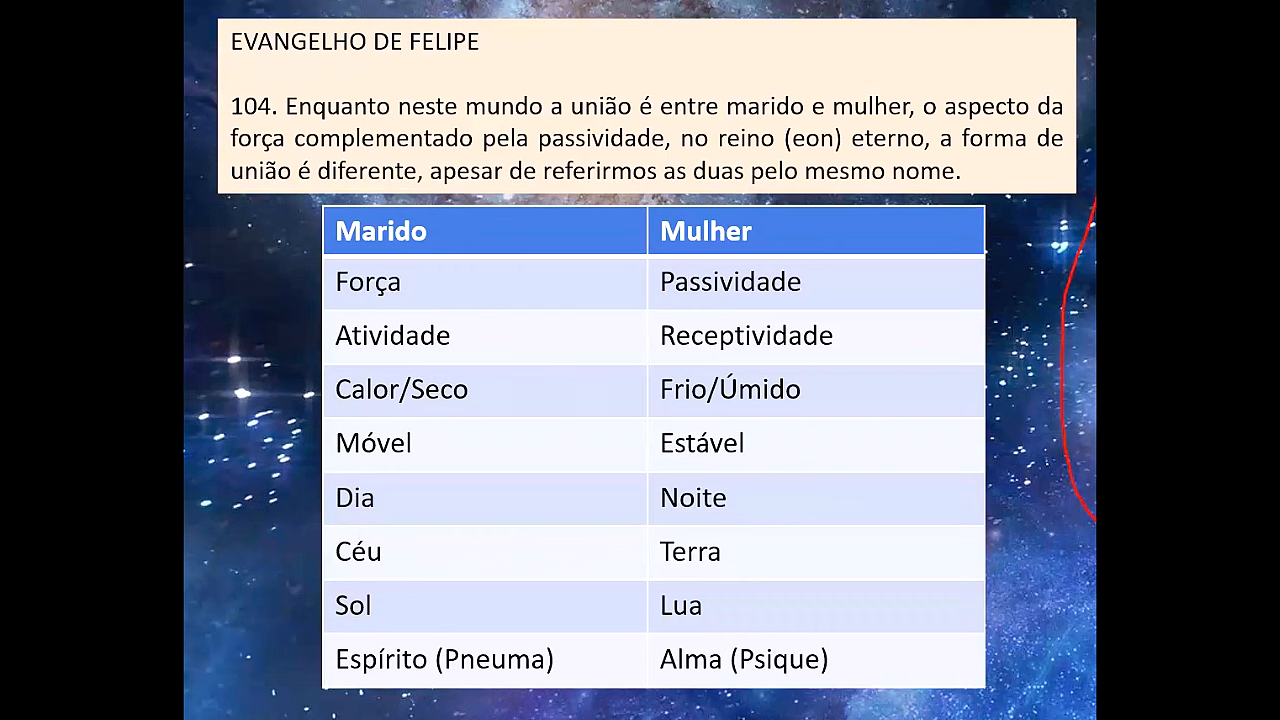 EVANGELHO DE FELIPE
104. Enquanto neste mundo a união é entre marido e mulher, o aspecto da
força complementado pela passividade, no reino (eon) eterno, a forma de
união é diferente, apesar de referirmos as duas pelo mesmo nome.
Marido Mulher
Força Passividade
Atividade Receptividade
Calor/Seco Frio/Úmido
Móvel Estável
Dia Noite
Céu Terra
Sol Lua
Espírito (Pneuma) Alma (Psique)